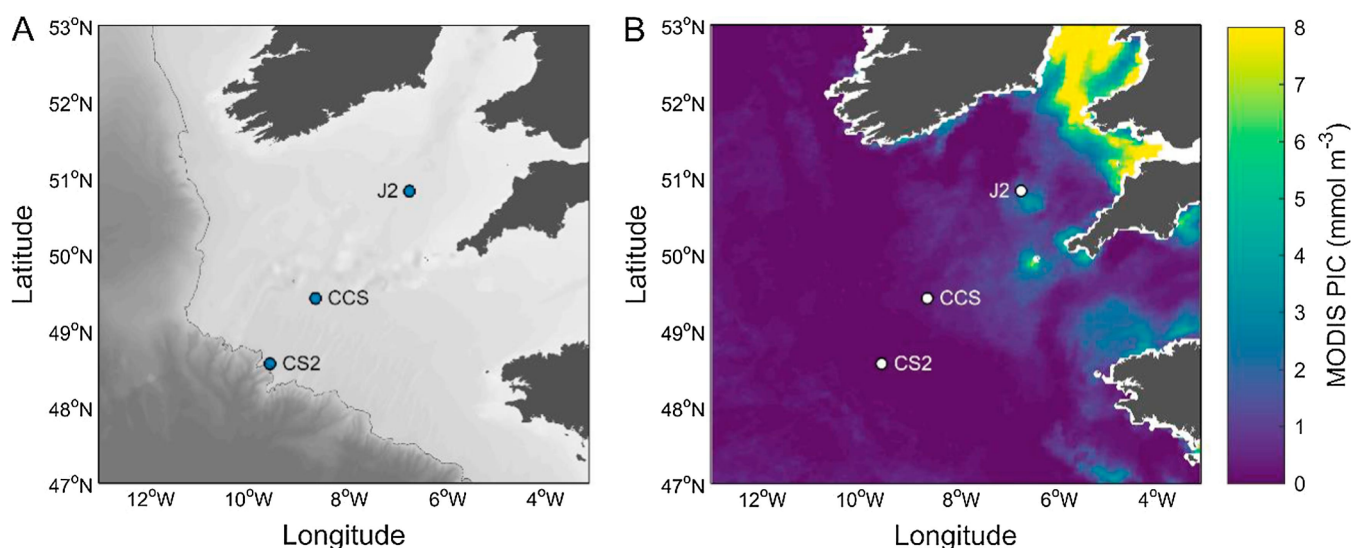 A
53°N
52°N
51°N
50°N
49°N
48°N
47°N
Latitude
J2
CCS
CS2
12°W 10°W 8°W 6°W 4°W
Longitude
B
53°N
52°N
51°N
50°N
49°N
48°N
47°N
Latitude
J2
CCS
CS2
12°W 10°W 8°W 6°W 4°W
Longitude
8
7
6
5
4
3
2
1
0
MODIS PIC (mmol m⁻³)